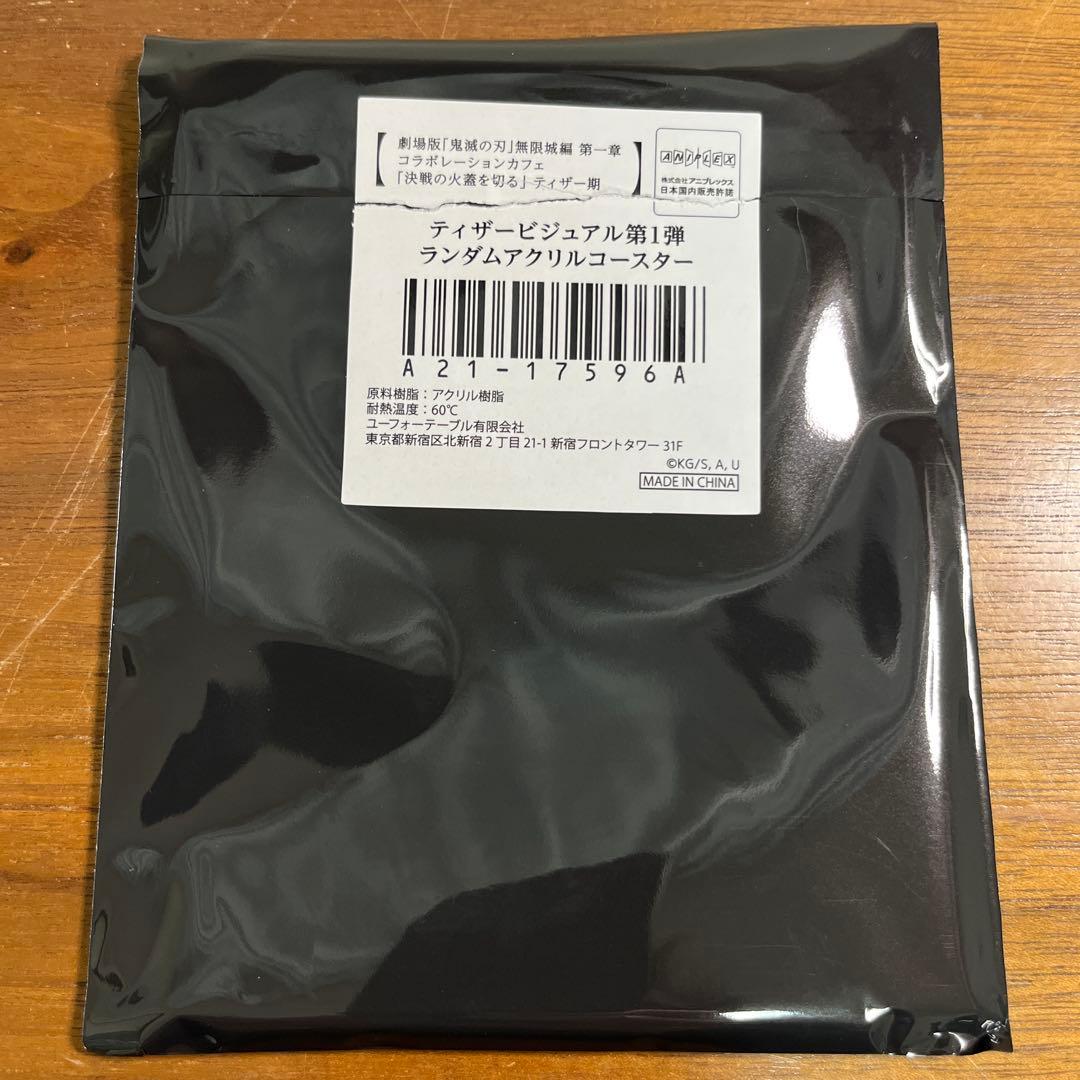 劇場版「鬼滅の刃」無限城編 第一章
コラボレーションカフェ
「決戦の火蓋を切る」ティザー期
ANIPLEX
株式会社アニプレックス
日本国内販売許諾
ティザービジュアル第1弾
ランダムアクリルコースター
A21-17596A
原料樹脂:アクリル樹脂
耐熱温度:60℃
ユーフォーテーブル有限会社
東京都新宿区北新宿2丁目21-1 新宿フロントタワー 31F
©KG/S, A, U
MADE IN CHINA